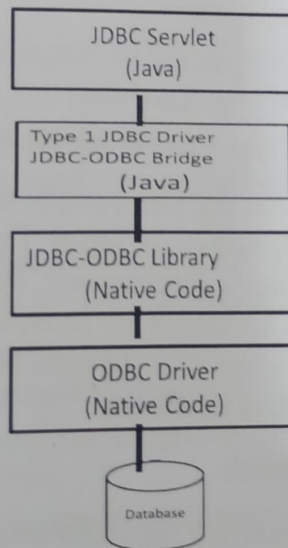 JDBC Servlet
(Java)
Type 1 JDBC Driver
JDBC-ODBC Bridge
(Java)
JDBC-ODBC Library
(Native Code)
ODBC Driver
(Native Code)
Database